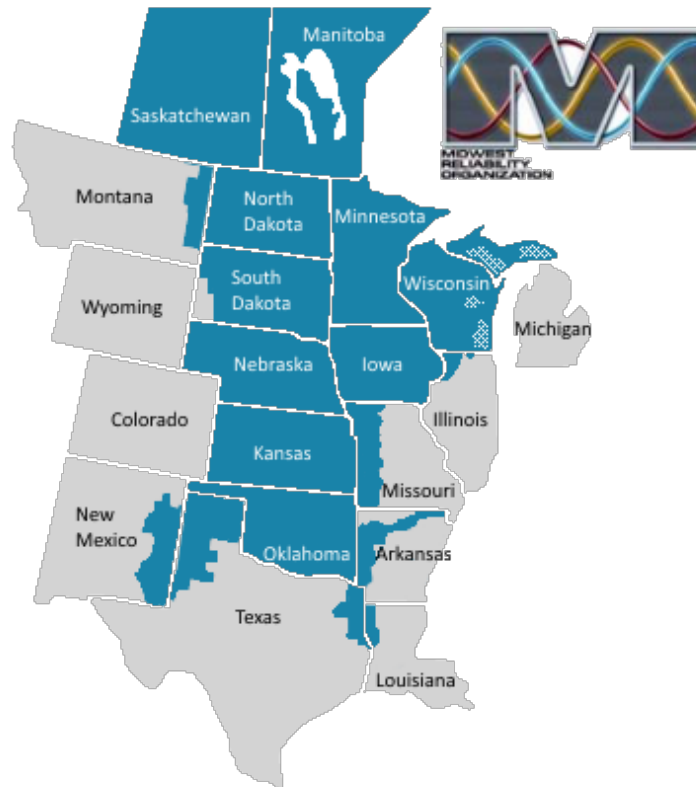 Manitoba
Saskatchewan
MIDWEST
RELIABILITY
ORGANIZATION
Montana
North
Dakota
Minnesota
South
Dakota
Wisconsin
Wyoming
Michigan
Nebraska
Iowa
Colorado
Illinois
Kansas
Missouri
New
Mexico
Oklahoma
Arkansas
Texas
Louisiana